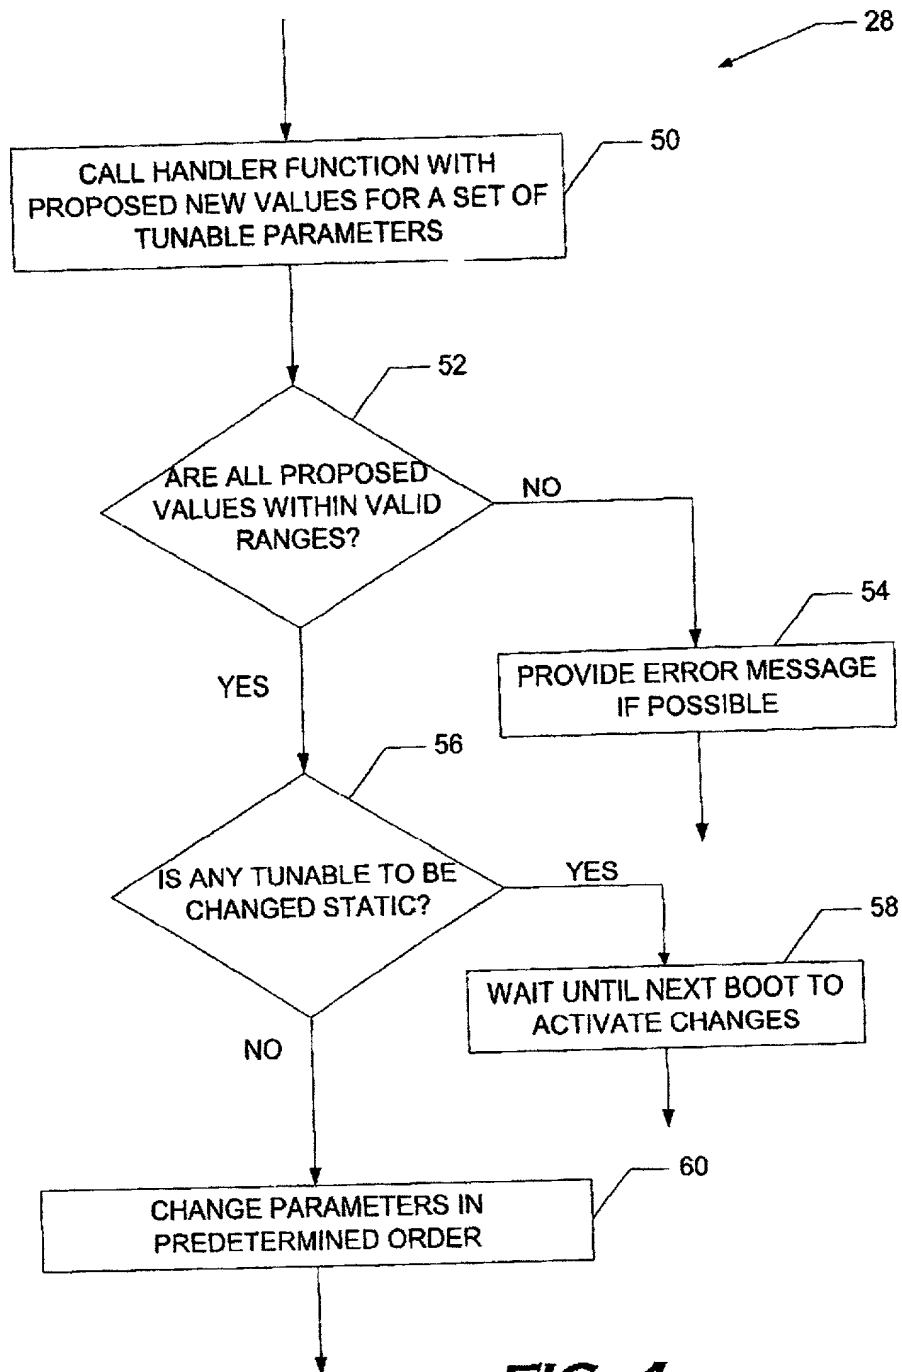 28
50
CALL HANDLER FUNCTION WITH
PROPOSED NEW VALUES FOR A SET OF
TUNABLE PARAMETERS
52
ARE ALL PROPOSED
VALUES WITHIN VALID
RANGES?
NO
54
PROVIDE ERROR MESSAGE
IF POSSIBLE
YES
56
IS ANY TUNABLE TO BE
CHANGED STATIC?
YES
58
WAIT UNTIL NEXT BOOT TO
ACTIVATE CHANGES
NO
60
CHANGE PARAMETERS IN
PREDETERMINED ORDER